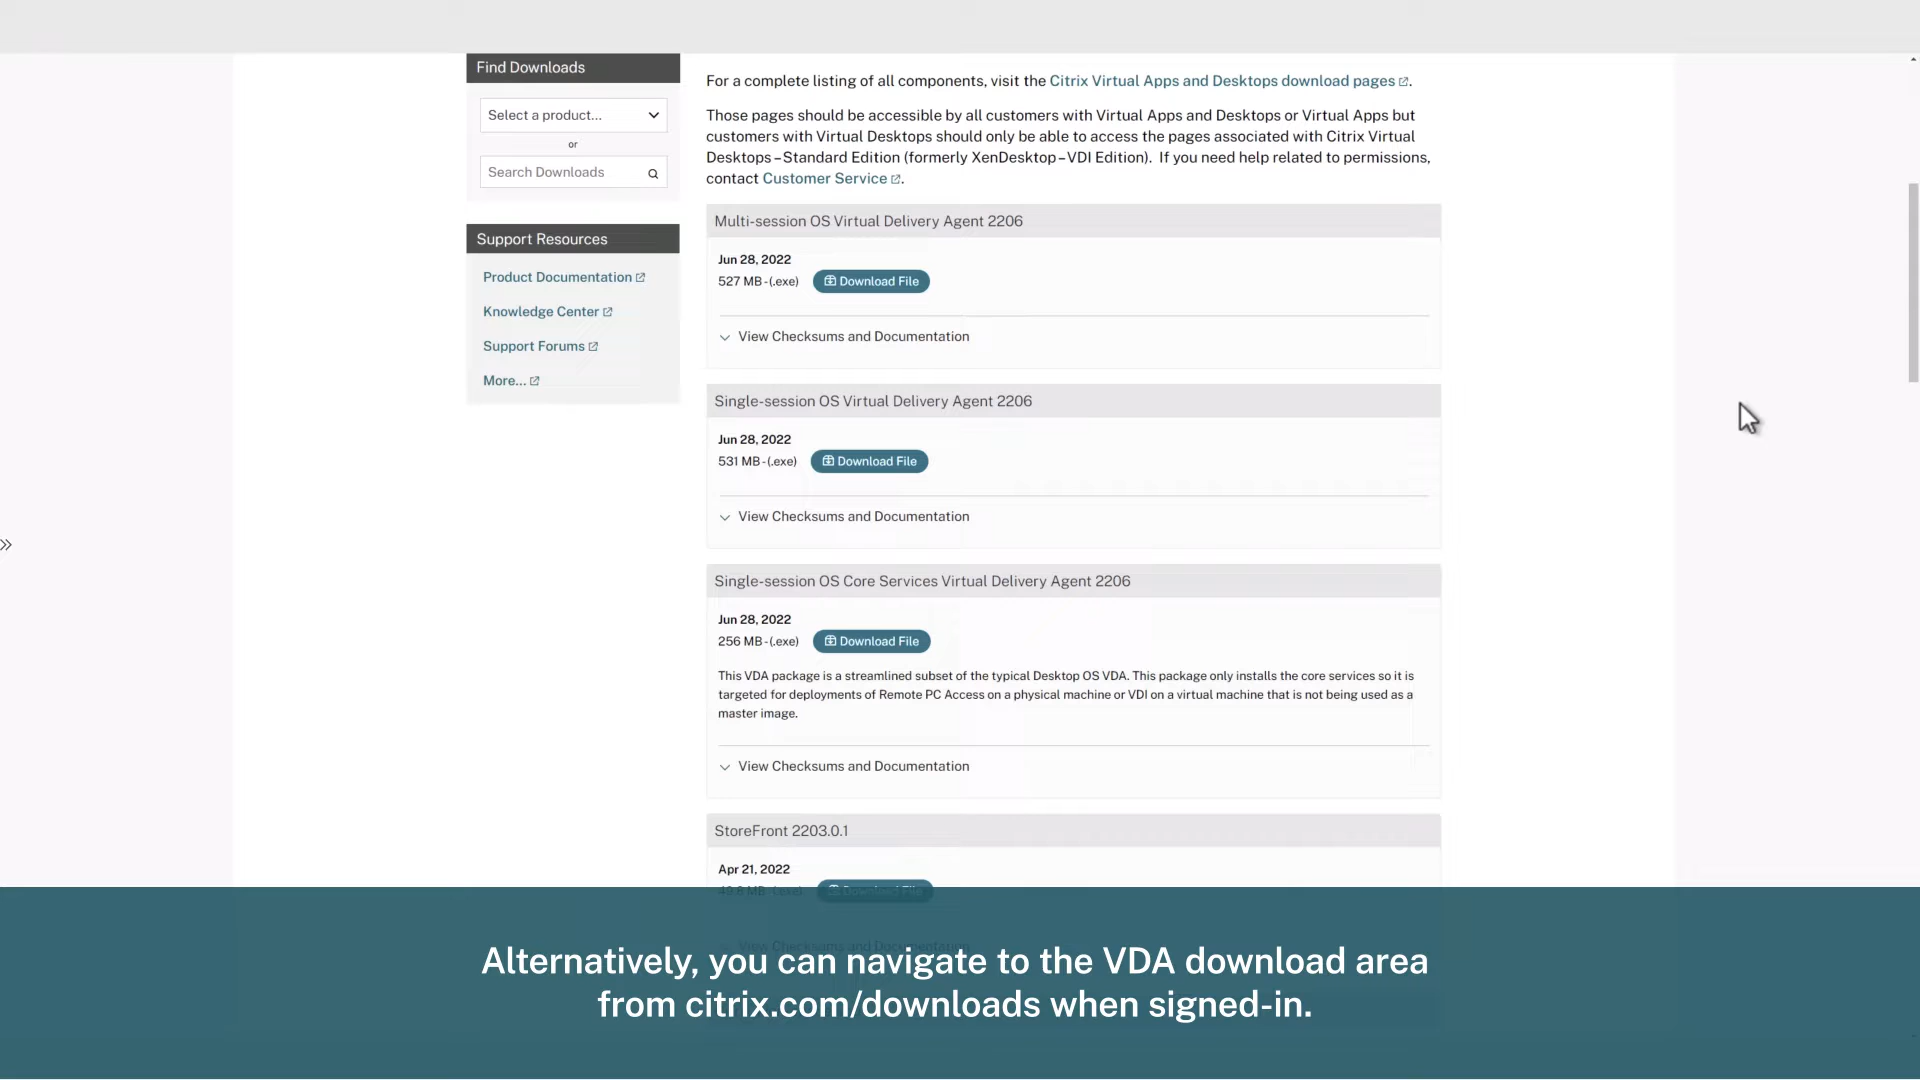 Find Downloads
Select a product...
or
Search Downloads
Support Resources
Product Documentation
Knowledge Center
Support Forums
More...
For a complete listing of all components, visit the Citrix Virtual Apps and Desktops download pages.
Those pages should be accessible by all customers with Virtual Apps and Desktops or Virtual Apps but
customers with Virtual Desktops should only be able to access the pages associated with Citrix Virtual
Desktops – Standard Edition (formerly XenDesktop – VDI Edition). If you need help related to permissions,
contact Customer Service.
Multi-session OS Virtual Delivery Agent 2206
Jun 28, 2022
527 MB - (.exe) Download File
View Checksums and Documentation
Single-session OS Virtual Delivery Agent 2206
Jun 28, 2022
531 MB - (.exe) Download File
View Checksums and Documentation
Single-session OS Core Services Virtual Delivery Agent 2206
Jun 28, 2022
256 MB - (.exe) Download File
This VDA package is a streamlined subset of the typical Desktop OS VDA. This package only installs the core services so it is
targeted for deployments of Remote PC Access on a physical machine or VDI on a virtual machine that is not being used as a
master image.
View Checksums and Documentation
StoreFront 2203.0.1
Apr 21, 2022
MB - (.exe) Download File
View Checksums and Documentation
Alternatively, you can navigate to the VDA download area
from citrix.com/downloads when signed-in.